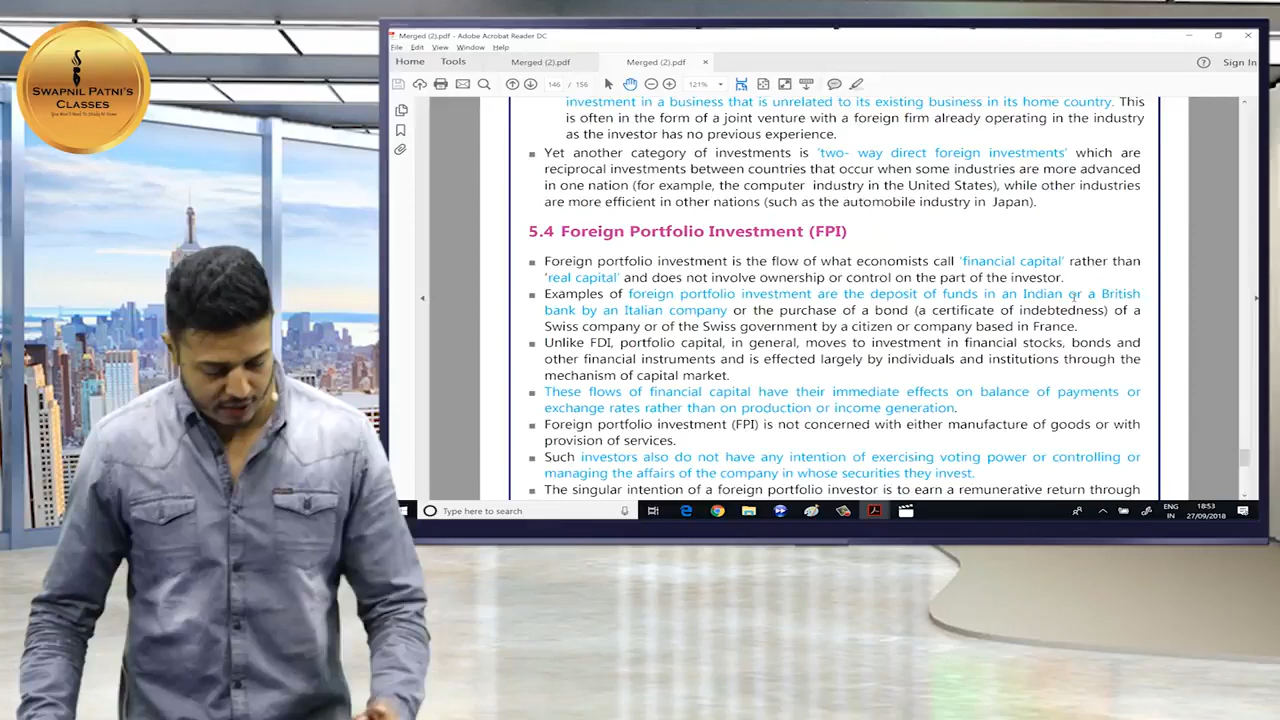 SWAPNIL PATNI'S
CLASSES
You Won't Need To Study At Home
Merged (2).pdf - Adobe Acrobat Reader DC
File Edit View Window Help
Home Tools Merged (2).pdf Merged (2).pdf × Sign In
146 / 156 121%
investment in a business that is unrelated to its existing business in its home country. This
is often in the form of a joint venture with a foreign firm already operating in the industry
as the investor has no previous experience.
Yet another category of investments is 'two- way direct foreign investments' which are
reciprocal investments between countries that occur when some industries are more advanced
in one nation (for example, the computer industry in the United States), while other industries
are more efficient in other nations (such as the automobile industry in Japan).
5.4 Foreign Portfolio Investment (FPI)
Foreign portfolio investment is the flow of what economists call 'financial capital' rather than
'real capital' and does not involve ownership or control on the part of the investor.
Examples of foreign portfolio investment are the deposit of funds in an Indian or a British
bank by an Italian company or the purchase of a bond (a certificate of indebtedness) of a
Swiss company or of the Swiss government by a citizen or company based in France.
Unlike FDI, portfolio capital, in general, moves to investment in financial stocks, bonds and
other financial instruments and is effected largely by individuals and institutions through the
mechanism of capital market.
These flows of financial capital have their immediate effects on balance of payments or
exchange rates rather than on production or income generation.
Foreign portfolio investment (FPI) is not concerned with either manufacture of goods or with
provision of services.
Such investors also do not have any intention of exercising voting power or controlling or
managing the affairs of the company in whose securities they invest.
The singular intention of a foreign portfolio investor is to earn a remunerative return through
Type here to search
ENG
IN
18:53
27/09/2018